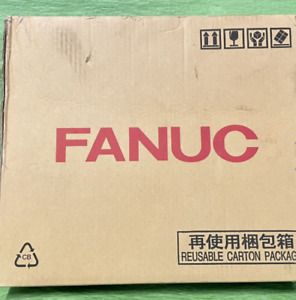 FANUC
再使用梱包箱
REUSABLE CARTON PACKAG
CB